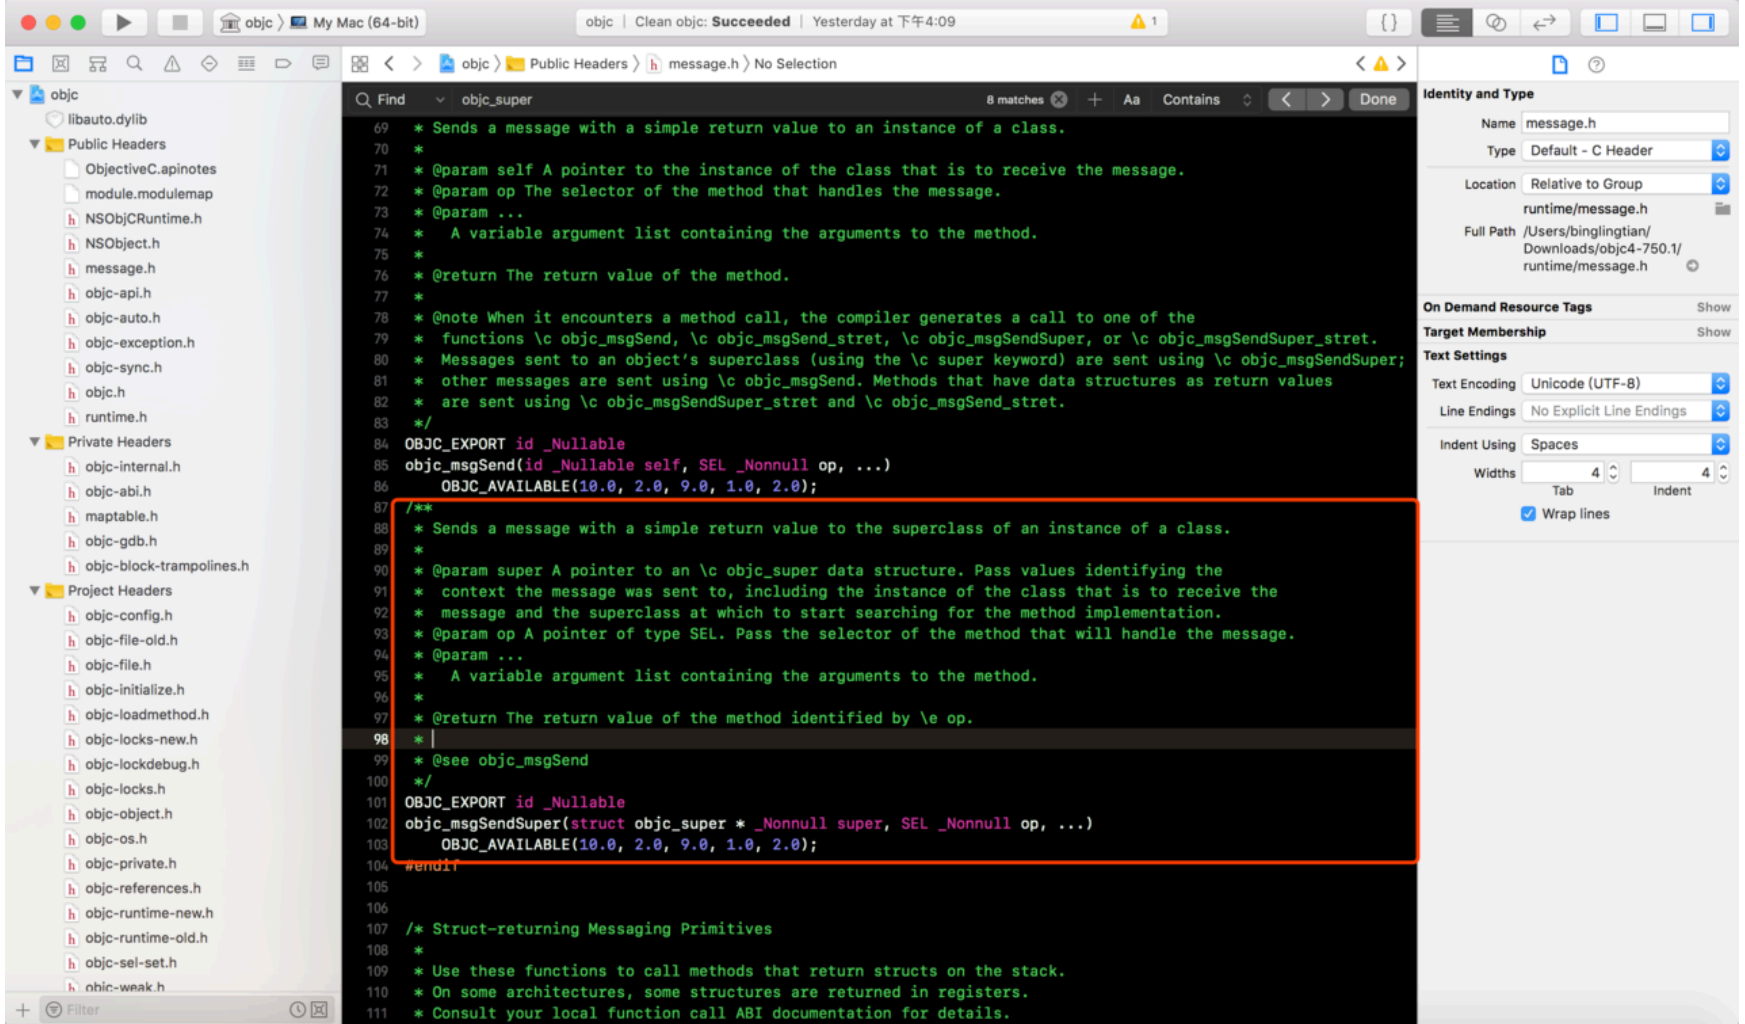 objc 〉 My Mac (64-bit)
objc | Clean objc: Succeeded | Yesterday at 下午4:09
1
{ }
objc 〉 Public Headers 〉 h message.h 〉 No Selection
objc
libauto.dylib
Public Headers
ObjectiveC.apinotes
module.modulemap
h NSObjCRuntime.h
h NSObject.h
h message.h
h objc-api.h
h objc-auto.h
h objc-exception.h
h objc-sync.h
h objc.h
h runtime.h
Private Headers
h objc-internal.h
h objc-abi.h
h maptable.h
h objc-gdb.h
h objc-block-trampolines.h
Project Headers
h objc-config.h
h objc-file-old.h
h objc-file.h
h objc-initialize.h
h objc-loadmethod.h
h objc-locks-new.h
h objc-lockdebug.h
h objc-locks.h
h objc-object.h
h objc-os.h
h objc-private.h
h objc-references.h
h objc-runtime-new.h
h objc-runtime-old.h
h objc-sel-set.h
h objc-weak.h
+ Filter
Find objc_super 8 matches + Aa Contains < > Done
69 * Sends a message with a simple return value to an instance of a class.
70 *
71 * @param self A pointer to the instance of the class that is to receive the message.
72 * @param op The selector of the method that handles the message.
73 * @param ...
74 *   A variable argument list containing the arguments to the method.
75 *
76 * @return The return value of the method.
77 *
78 * @note When it encounters a method call, the compiler generates a call to one of the
79 *  functions \c objc_msgSend, \c objc_msgSend_stret, \c objc_msgSendSuper, or \c objc_msgSendSuper_stret.
80 *  Messages sent to an object's superclass (using the \c super keyword) are sent using \c objc_msgSendSuper;
81 *  other messages are sent using \c objc_msgSend. Methods that have data structures as return values
82 *  are sent using \c objc_msgSendSuper_stret and \c objc_msgSend_stret.
83 */
84 OBJC_EXPORT id _Nullable
85 objc_msgSend(id _Nullable self, SEL _Nonnull op, ...)
86     OBJC_AVAILABLE(10.0, 2.0, 9.0, 1.0, 2.0);
87 /**
88 * Sends a message with a simple return value to the superclass of an instance of a class.
89 *
90 * @param super A pointer to an \c objc_super data structure. Pass values identifying the
91 *  context the message was sent to, including the instance of the class that is to receive the
92 *  message and the superclass at which to start searching for the method implementation.
93 * @param op A pointer of type SEL. Pass the selector of the method that will handle the message.
94 * @param ...
95 *   A variable argument list containing the arguments to the method.
96 *
97 * @return The return value of the method identified by \e op.
98 *
99 * @see objc_msgSend
100 */
101 OBJC_EXPORT id _Nullable
102 objc_msgSendSuper(struct objc_super * _Nonnull super, SEL _Nonnull op, ...)
103     OBJC_AVAILABLE(10.0, 2.0, 9.0, 1.0, 2.0);
104 #endif
105
106
107 /* Struct-returning Messaging Primitives
108 *
109 * Use these functions to call methods that return structs on the stack.
110 * On some architectures, some structures are returned in registers.
111 * Consult your local function call ABI documentation for details.
Identity and Type
Name message.h
Type Default - C Header
Location Relative to Group
runtime/message.h
Full Path /Users/binglingtian/
Downloads/objc4-750.1/
runtime/message.h
On Demand Resource Tags Show
Target Membership Show
Text Settings
Text Encoding Unicode (UTF-8)
Line Endings No Explicit Line Endings
Indent Using Spaces
Widths 4 4
Tab Indent
Wrap lines